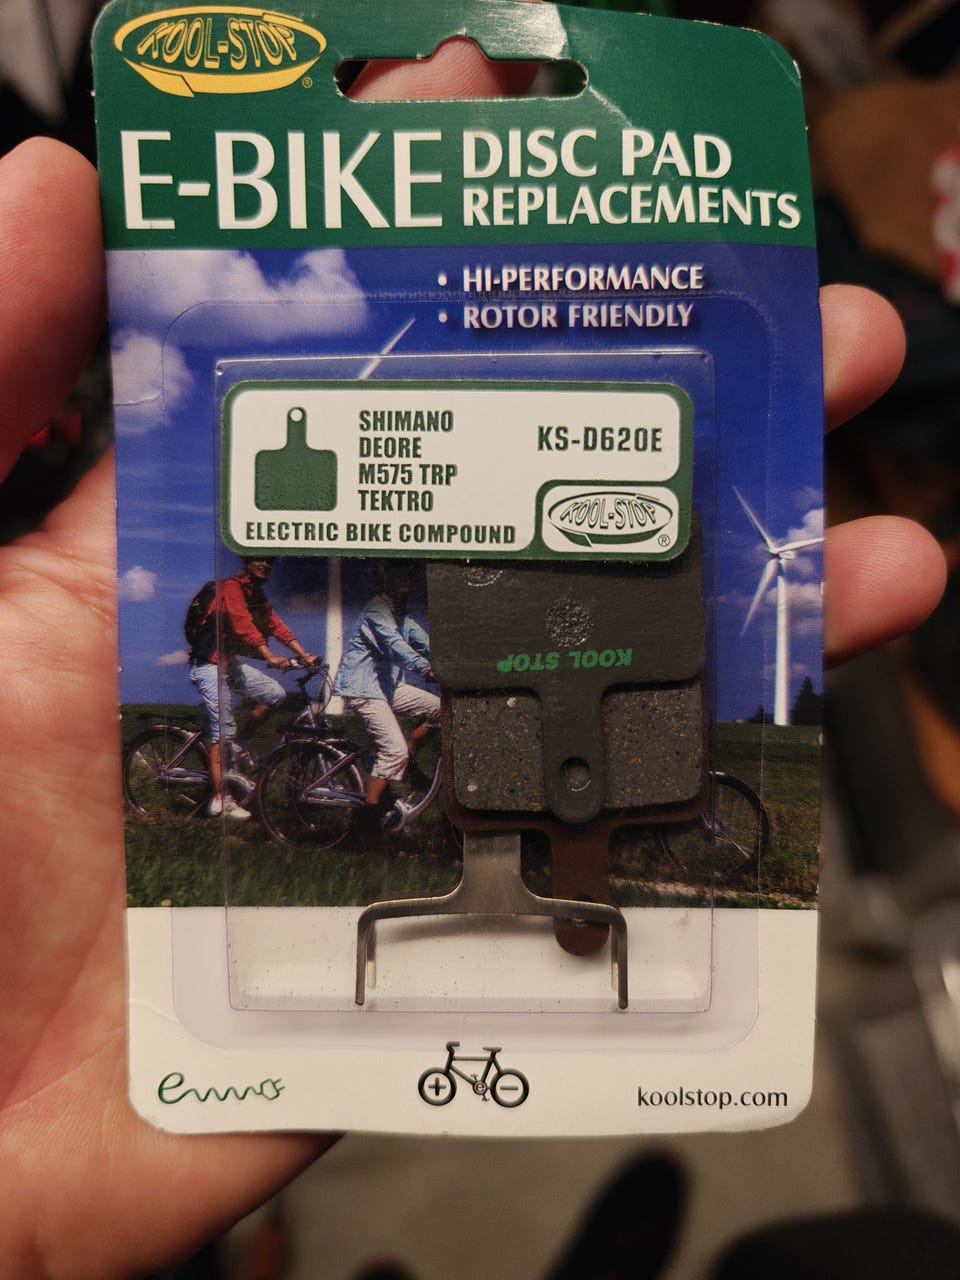 KOOL-STOP
®
E-BIKE DISC PAD
REPLACEMENTS
• HI-PERFORMANCE
• ROTOR FRIENDLY
SHIMANO
DEORE
M575 TRP
TEKTRO
ELECTRIC BIKE COMPOUND
KS-D620E
KOOL-STOP
®
KOOL STOP
+ e −
koolstop.com